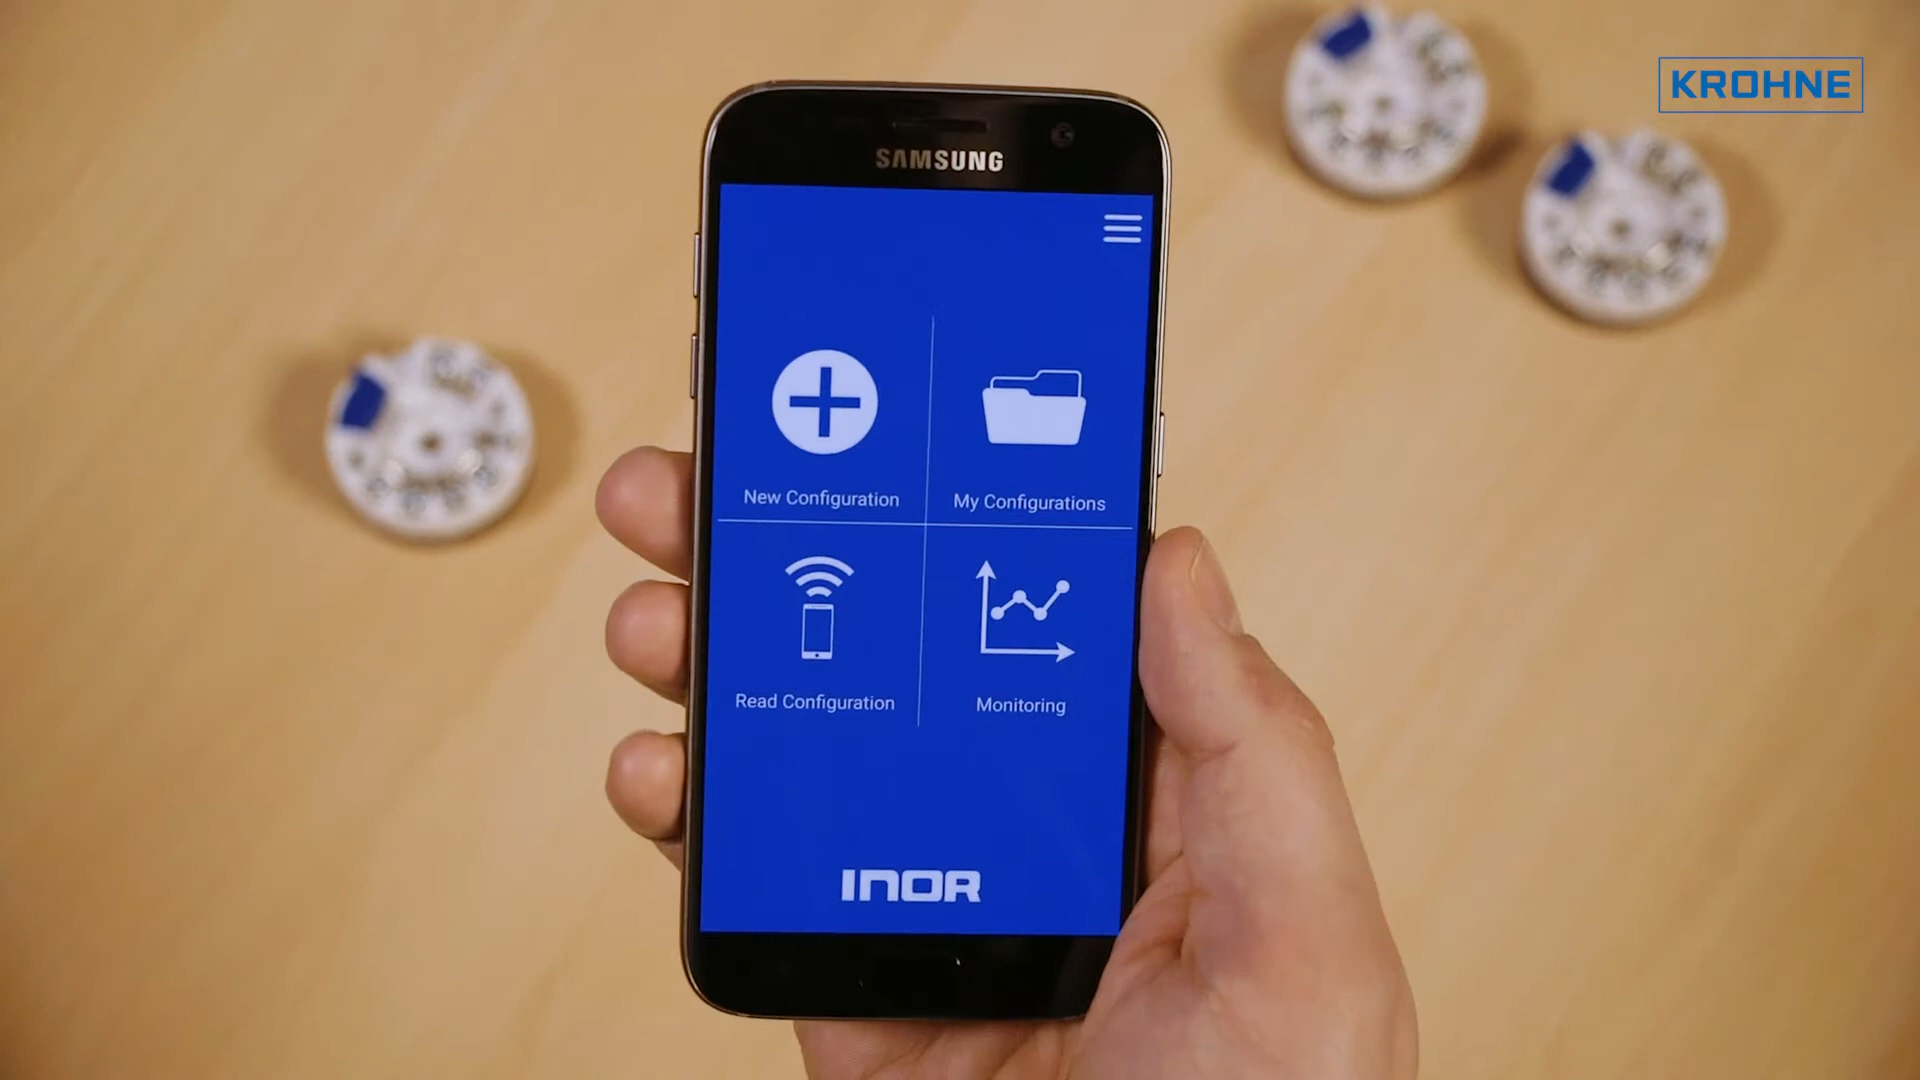 KROHNE
SAMSUNG
New Configuration
My Configurations
Read Configuration
Monitoring
INOR